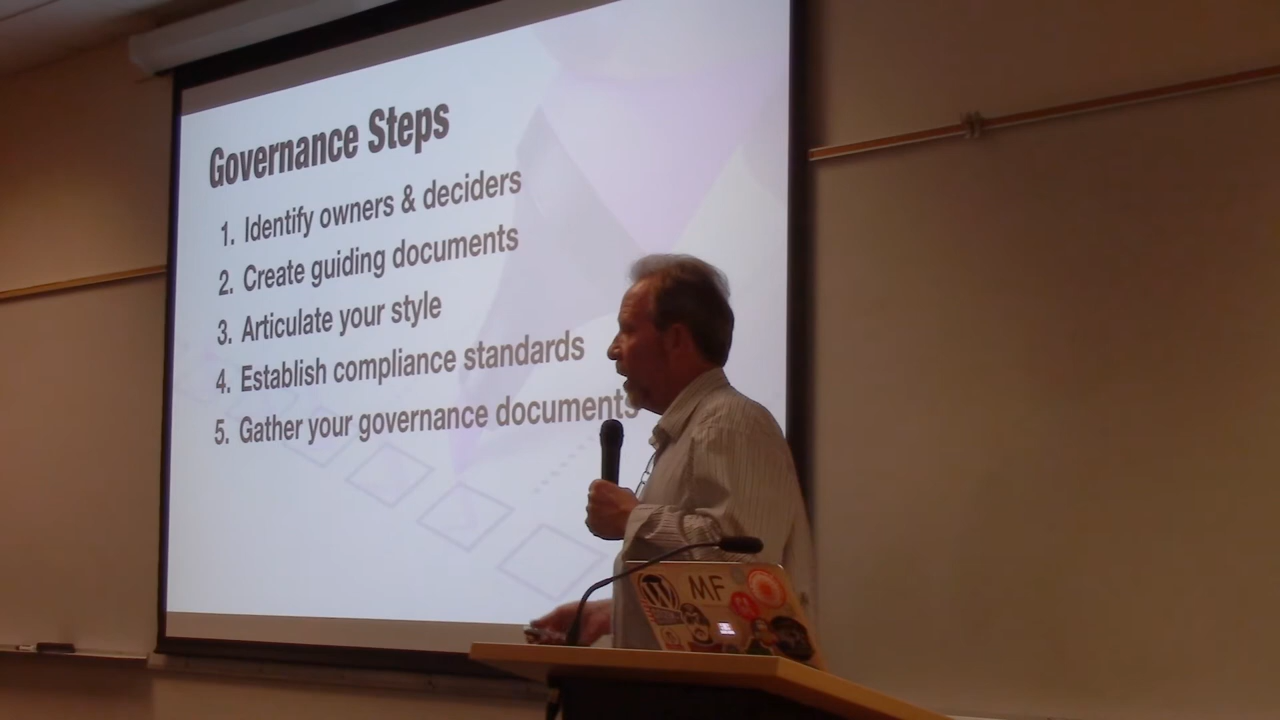 Governance Steps
1. Identify owners & deciders
2. Create guiding documents
3. Articulate your style
4. Establish compliance standards
5. Gather your governance documents
MF